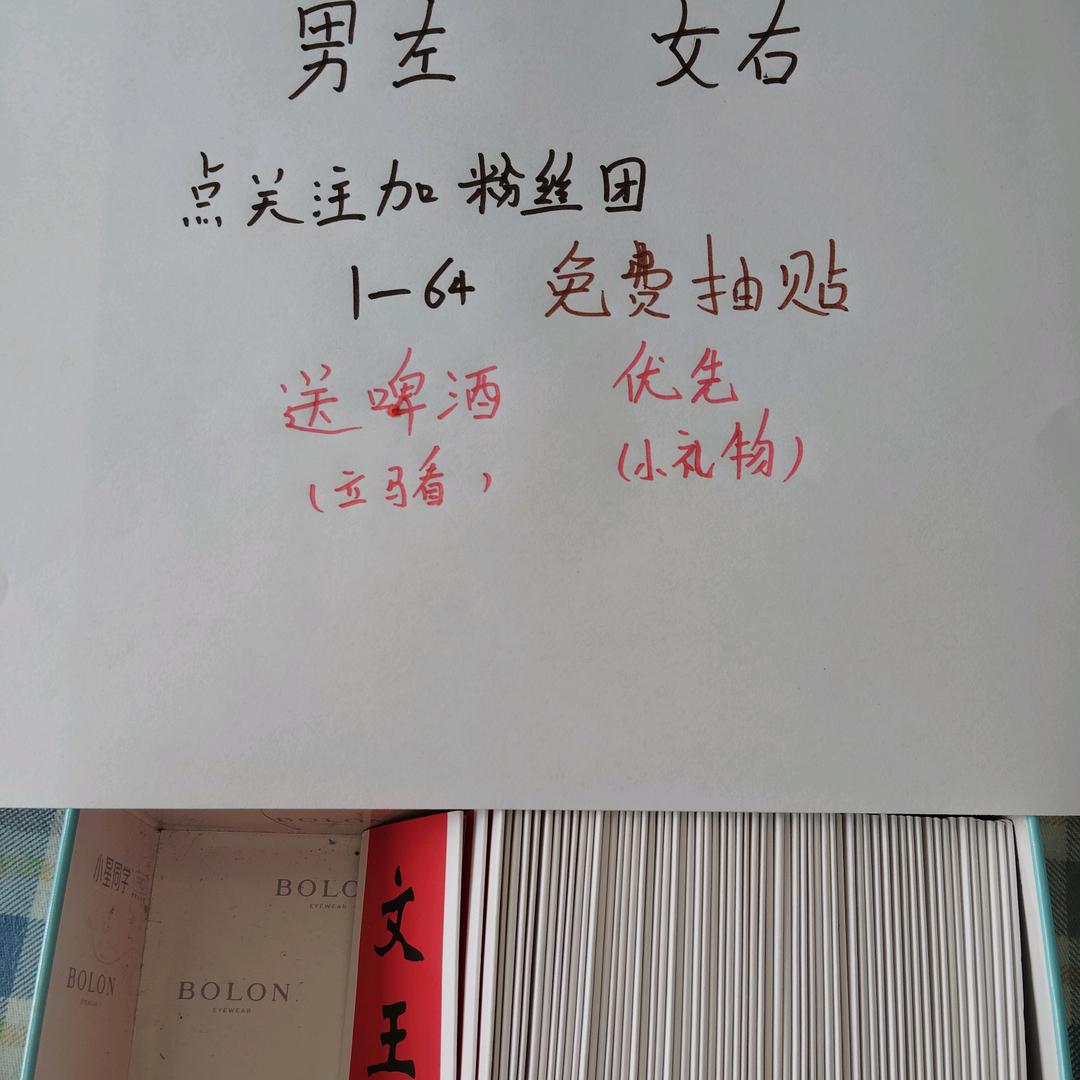 男左 女右
点关注加粉丝团
1—64 免费抽贴
送啤酒 优先
(立马看) (小礼物)
BOLON
小星同学
BOLO
EYEWEAR
文王
BOLON
BOLON
EYEWEAR